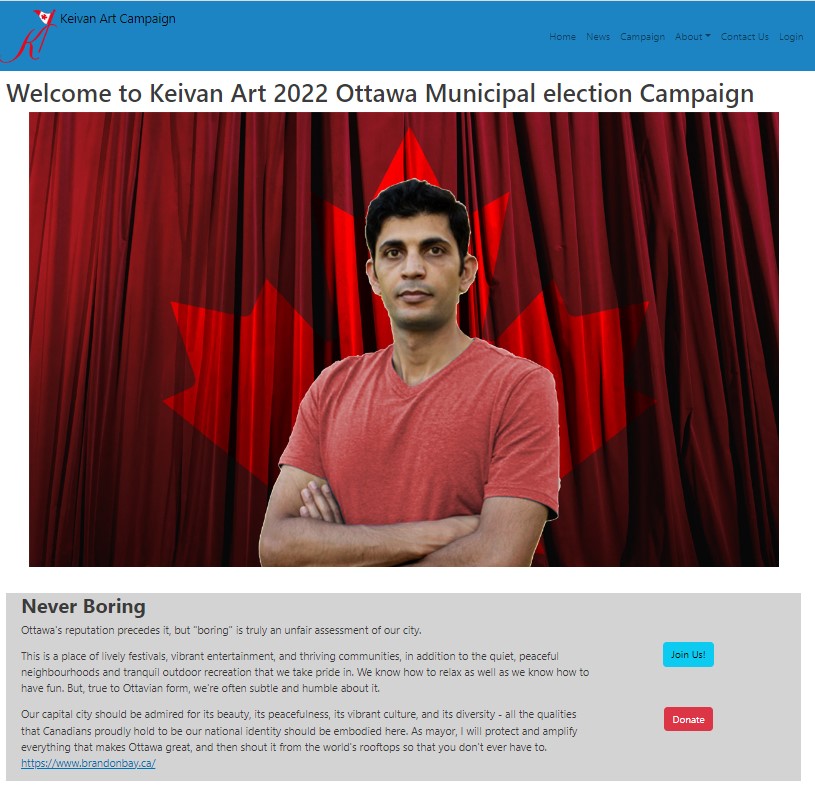 Keivan Art Campaign
Home News Campaign About Contact Us Login
Welcome to Keivan Art 2022 Ottawa Municipal election Campaign
Never Boring
Ottawa's reputation precedes it, but "boring" is truly an unfair assessment of our city.
This is a place of lively festivals, vibrant entertainment, and thriving communities, in addition to the quiet, peaceful
neighbourhoods and tranquil outdoor recreation that we take pride in. We know how to relax as well as we know how to
have fun. But, true to Ottavian form, we're often subtle and humble about it.
Our capital city should be admired for its beauty, its peacefulness, its vibrant culture, and its diversity - all the qualities
that Canadians proudly hold to be our national identity should be embodied here. As mayor, I will protect and amplify
everything that makes Ottawa great, and then shout it from the world's rooftops so that you don't ever have to.
https://www.brandonbay.ca/
Join Us!
Donate